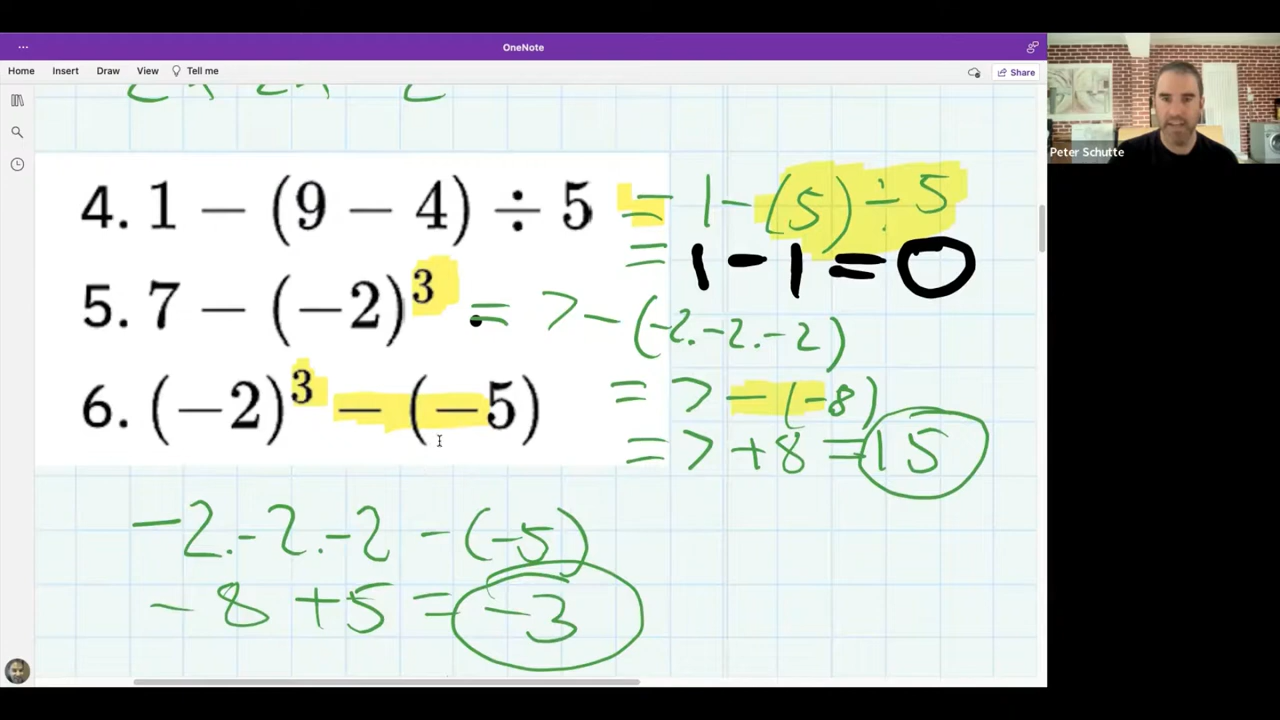 OneNote
Home Insert Draw View Tell me Share
Peter Schutte
4. 1 − (9 − 4) ÷ 5 = 1 − (5) ÷ 5
= 1 − 1 = 0
5. 7 − (−2)³ = 7 − (−2.−2.−2)
= 7 − (−8)
6. (−2)³ − (−5)
= 7 + 8 = 15
−2.−2.−2 − (−5)
−8 + 5 = −3